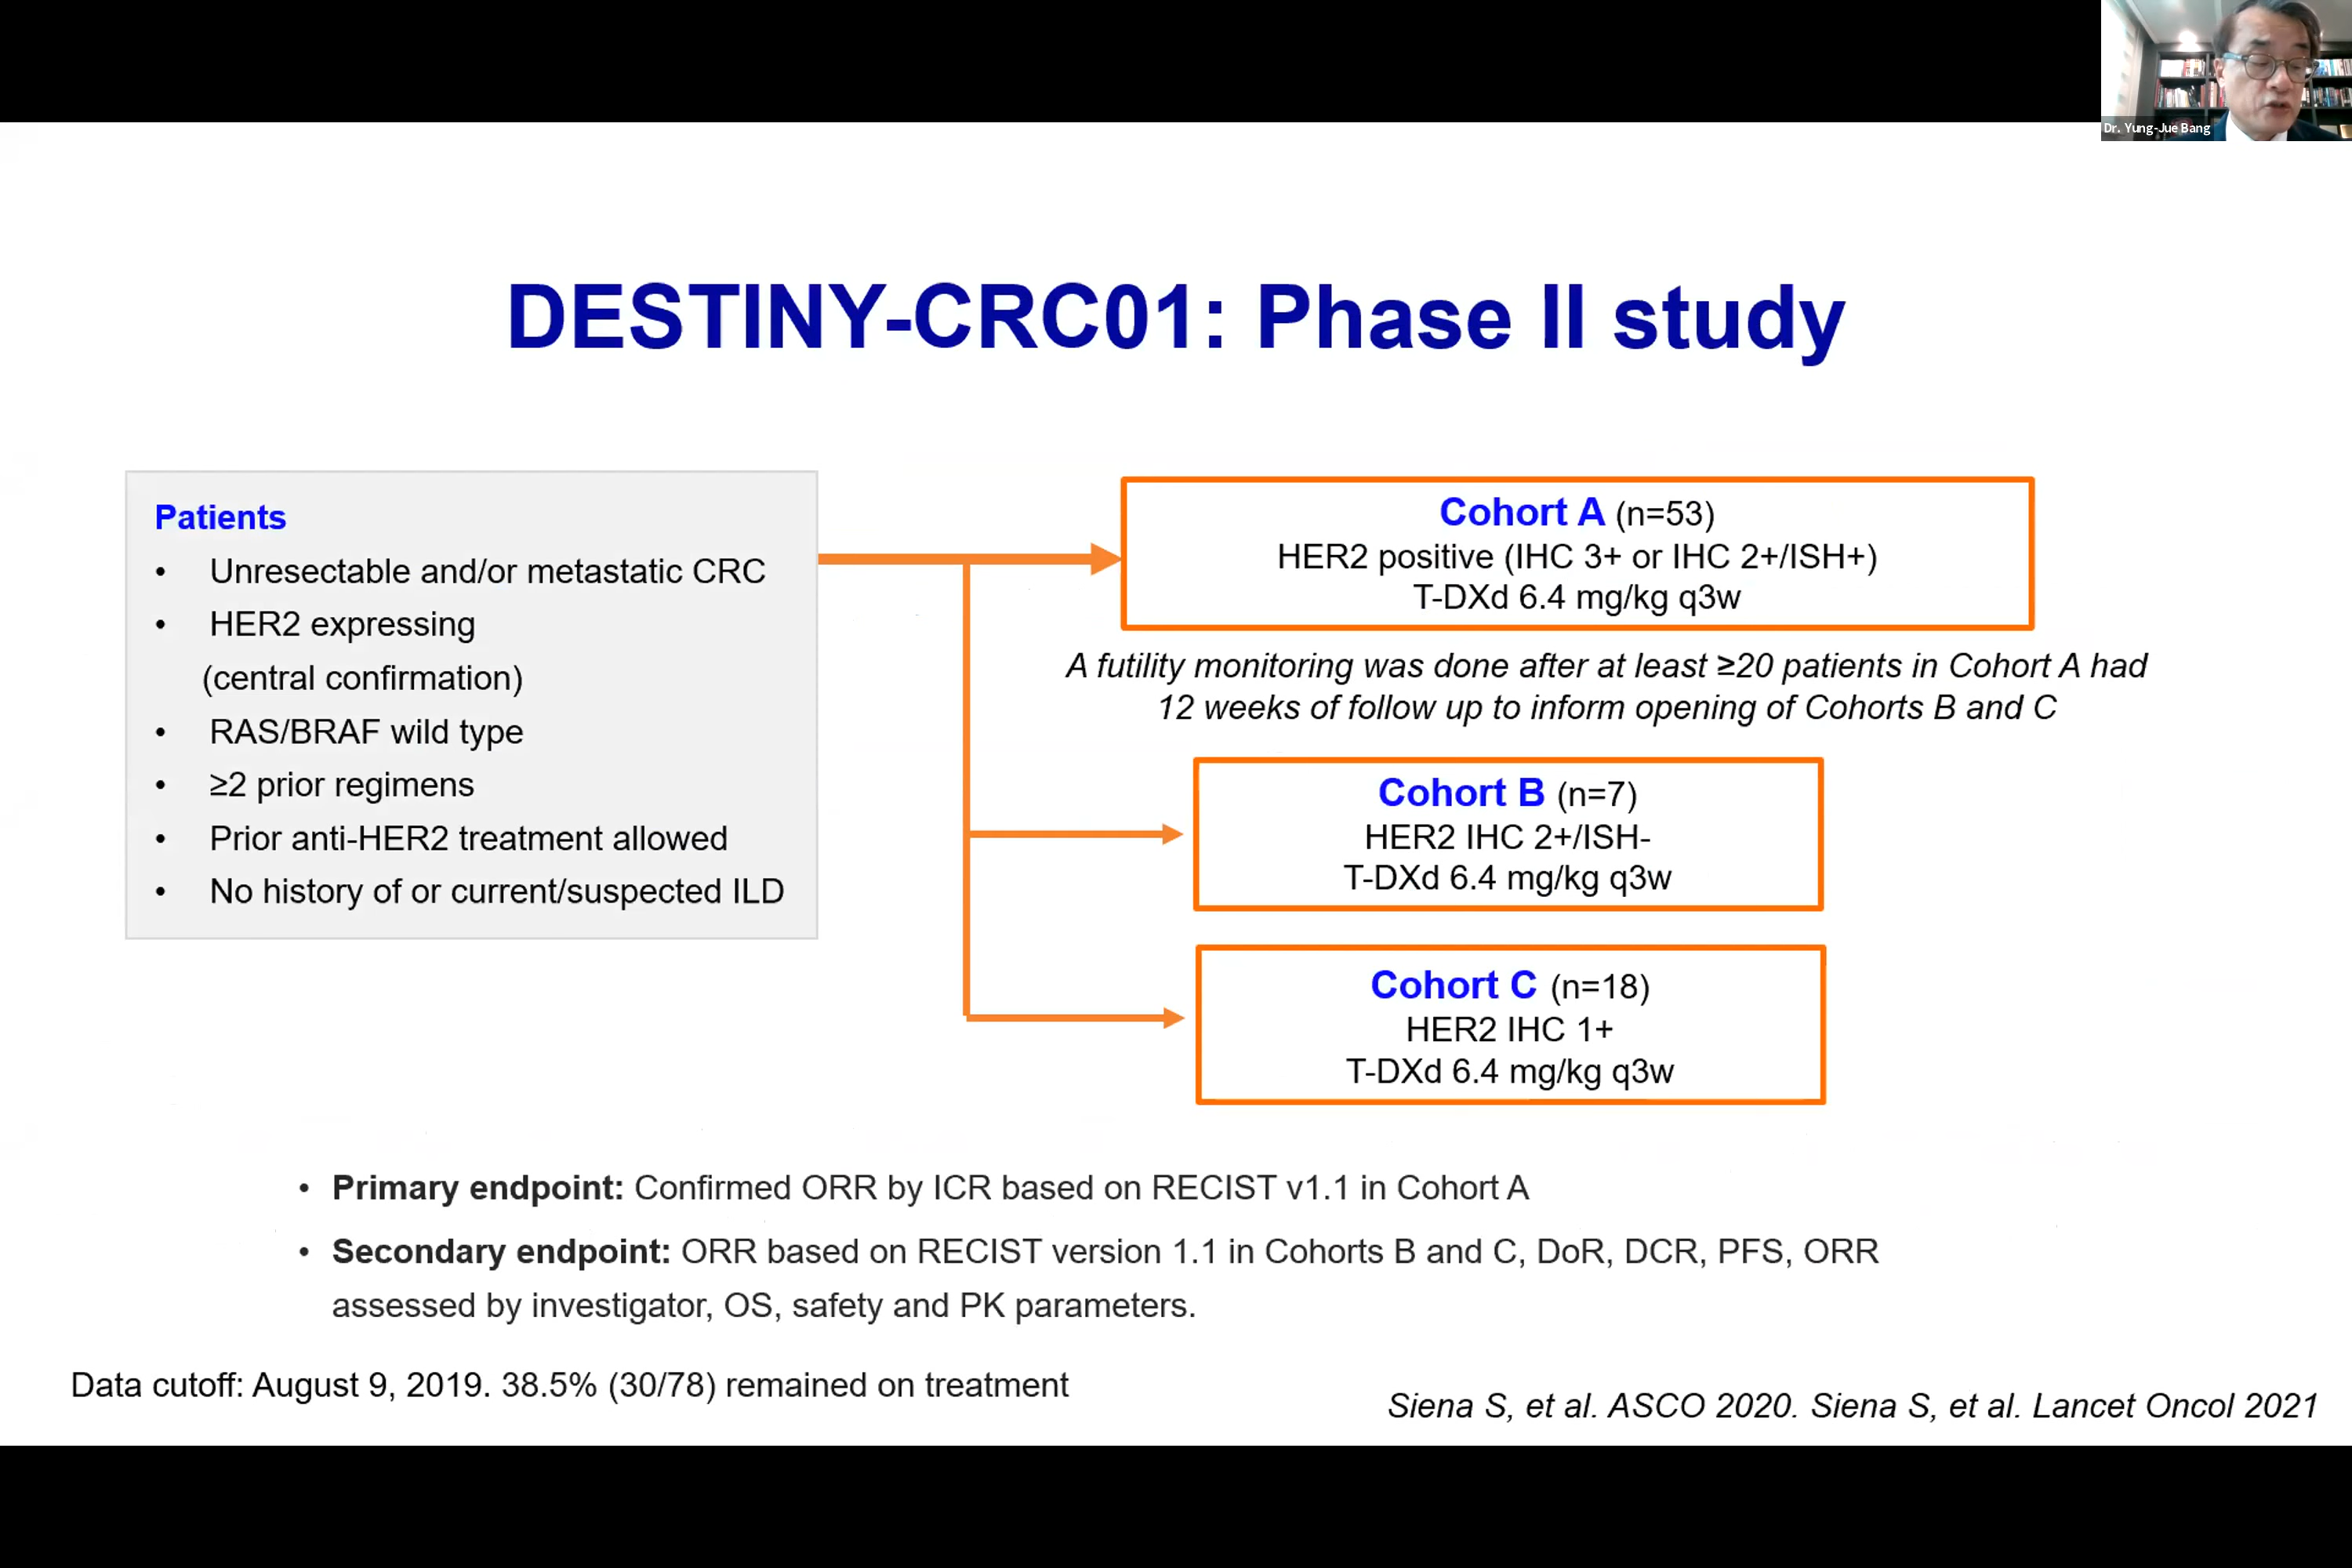 Dr. Yung-Jue Bang
DESTINY-CRC01: Phase II study
Patients
• Unresectable and/or metastatic CRC
• HER2 expressing
(central confirmation)
• RAS/BRAF wild type
• ≥2 prior regimens
• Prior anti-HER2 treatment allowed
• No history of or current/suspected ILD
Cohort A (n=53)
HER2 positive (IHC 3+ or IHC 2+/ISH+)
T-DXd 6.4 mg/kg q3w
A futility monitoring was done after at least ≥20 patients in Cohort A had
12 weeks of follow up to inform opening of Cohorts B and C
Cohort B (n=7)
HER2 IHC 2+/ISH-
T-DXd 6.4 mg/kg q3w
Cohort C (n=18)
HER2 IHC 1+
T-DXd 6.4 mg/kg q3w
• Primary endpoint: Confirmed ORR by ICR based on RECIST v1.1 in Cohort A
• Secondary endpoint: ORR based on RECIST version 1.1 in Cohorts B and C, DoR, DCR, PFS, ORR
assessed by investigator, OS, safety and PK parameters.
Data cutoff: August 9, 2019. 38.5% (30/78) remained on treatment
Siena S, et al. ASCO 2020. Siena S, et al. Lancet Oncol 2021